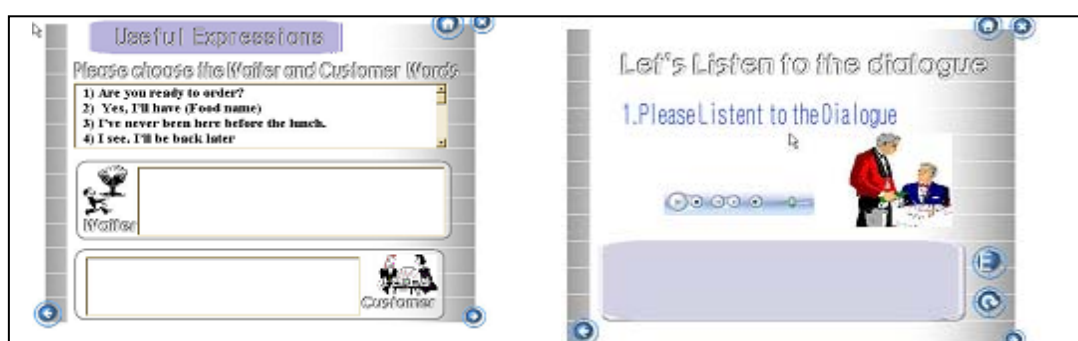 Useful Expressions
Please choose the Waiter and Customer Words
1) Are you ready to order?
2) Yes, I'll have (Food name)
3) I've never been here before the lunch.
4) I see, I'll be back later
Waiter
Customer
Let's Listen to the dialogue
1.Please Listent to the Dialogue